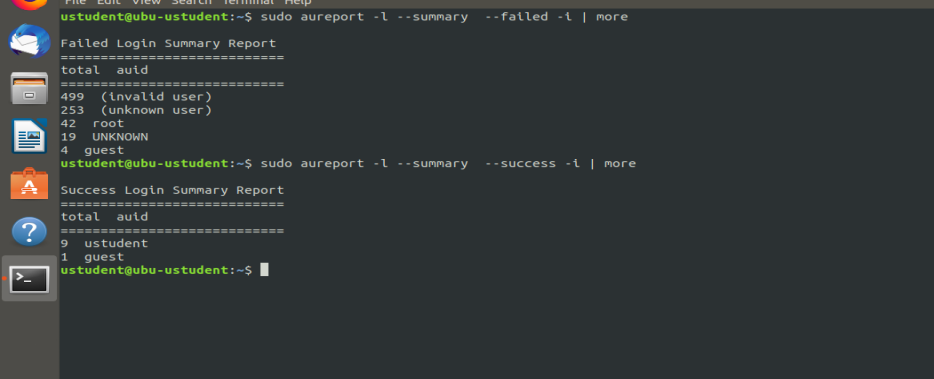 File Edit View Search Terminal Help
ustudent@ubu-ustudent:~$ sudo aureport -l --summary  --failed -i | more
Failed Login Summary Report
============================
total  auid
============================
499  (invalid user)
253  (unknown user)
42  root
19  UNKNOWN
4  guest
ustudent@ubu-ustudent:~$ sudo aureport -l --summary  --success -i | more
Success Login Summary Report
============================
total  auid
============================
9  ustudent
1  guest
ustudent@ubu-ustudent:~$